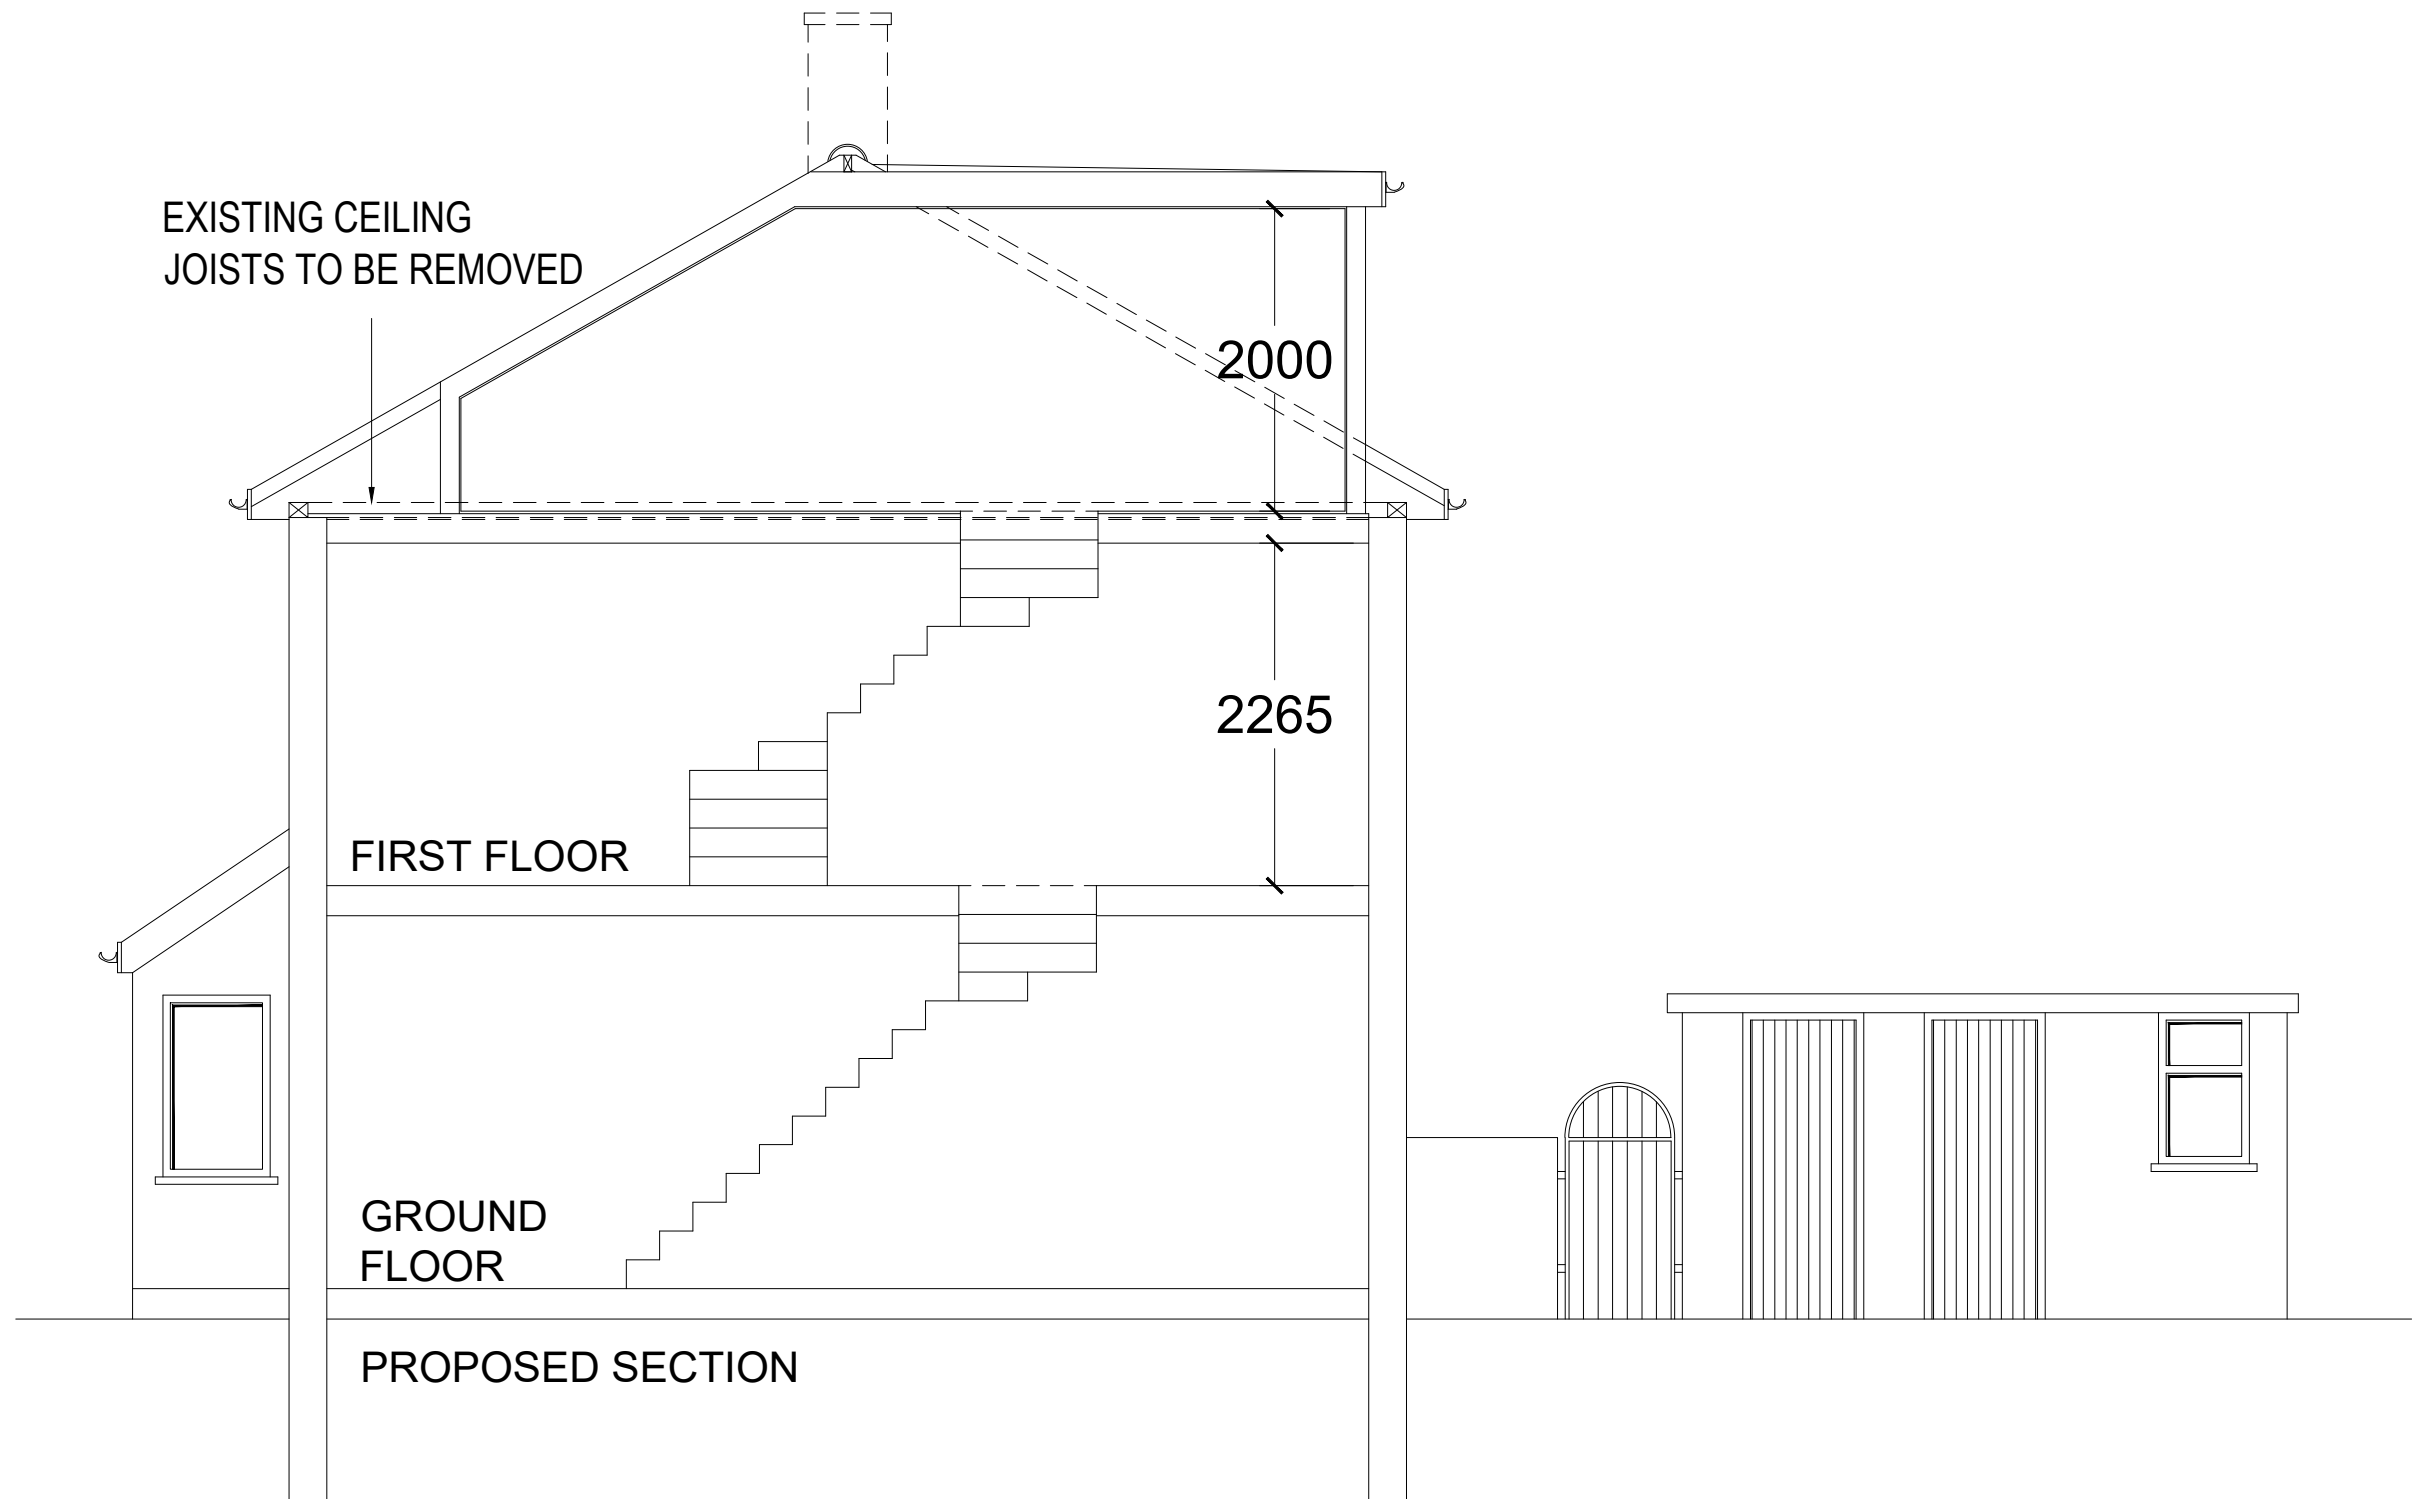 EXISTING CEILING
JOISTS TO BE REMOVED
2000
2265
FIRST FLOOR
GROUND
FLOOR
PROPOSED SECTION